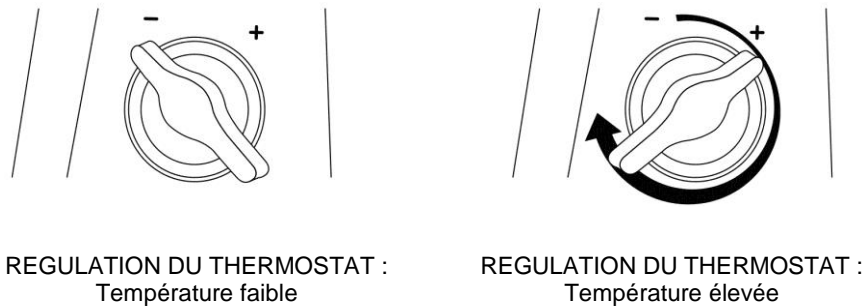 − +
− +
REGULATION DU THERMOSTAT :
Température faible
REGULATION DU THERMOSTAT :
Température élevée